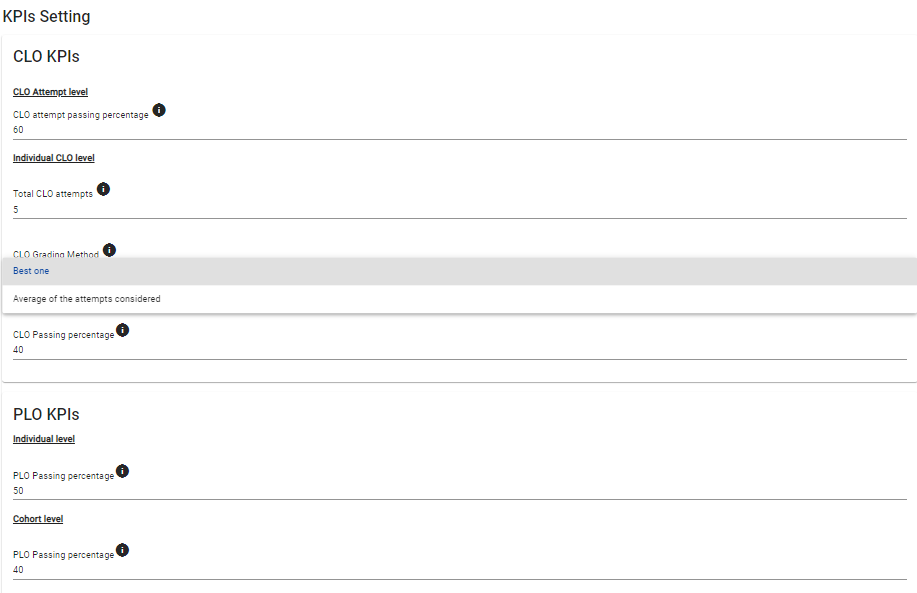 KPIs Setting
CLO KPIs
CLO Attempt level
CLO attempt passing percentage
60
Individual CLO level
Total CLO attempts
5
CLO Grading Method
Best one
Average of the attempts considered
CLO Passing percentage
40
PLO KPIs
Individual level
PLO Passing percentage
50
Cohort level
PLO Passing percentage
40